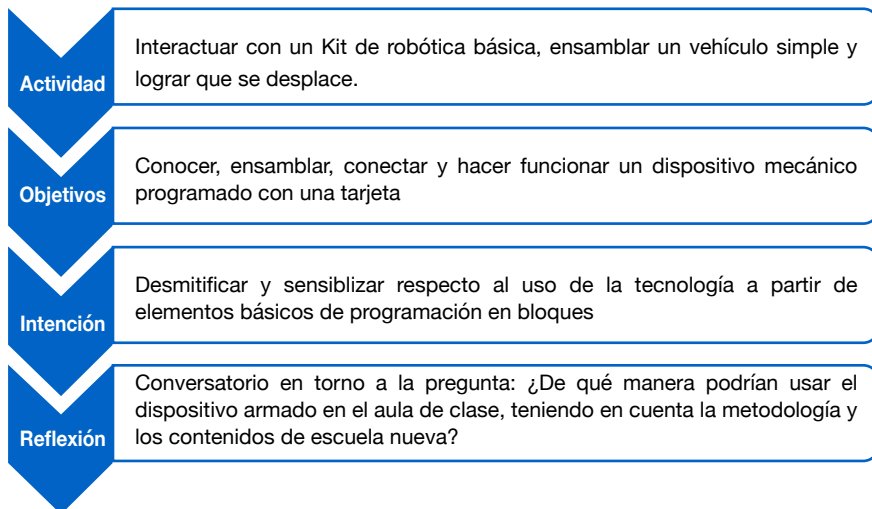 Actividad
Interactuar con un Kit de robótica básica, ensamblar un vehículo simple y
lograr que se desplace.
Objetivos
Conocer, ensamblar, conectar y hacer funcionar un dispositivo mecánico
programado con una tarjeta
Intención
Desmitificar y sensiblizar respecto al uso de la tecnología a partir de
elementos básicos de programación en bloques
Reflexión
Conversatorio en torno a la pregunta: ¿De qué manera podrían usar el
dispositivo armado en el aula de clase, teniendo en cuenta la metodología y
los contenidos de escuela nueva?